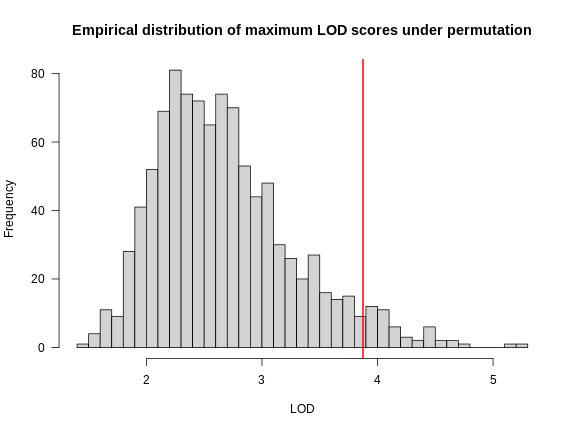 Empirical distribution of maximum LOD scores under permutation
80
60
40
20
0
Frequency
2 3 4 5
LOD